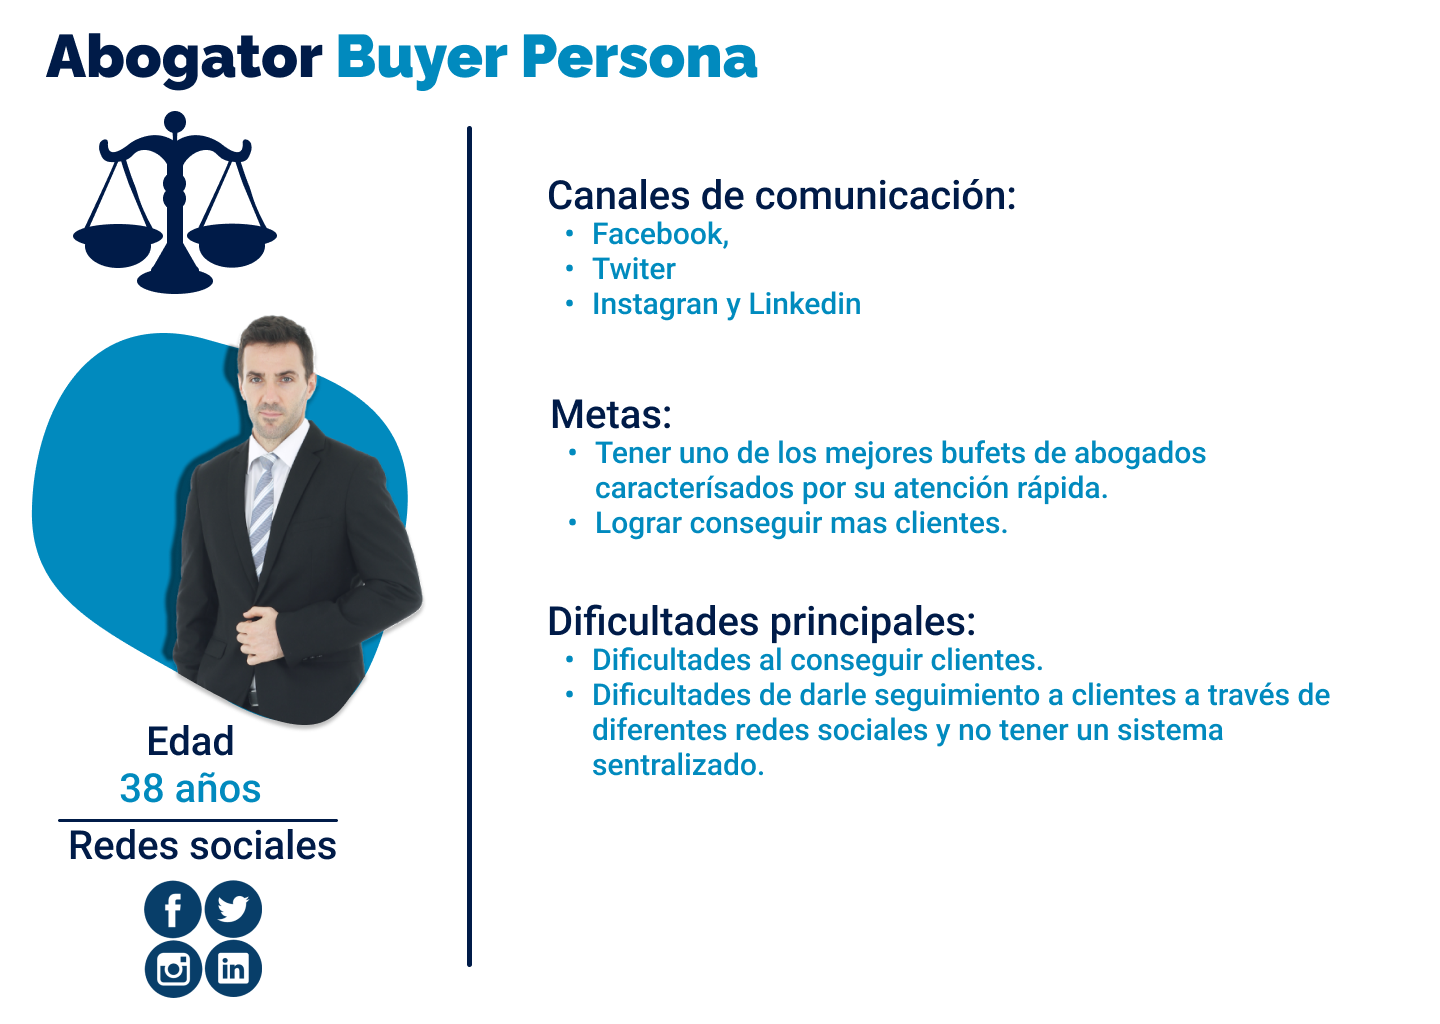 Abogator Buyer Persona
Canales de comunicación:
• Facebook,
• Twiter
• Instagran y Linkedin
Metas:
• Tener uno de los mejores bufets de abogados
caracterísados por su atención rápida.
• Lograr conseguir mas clientes.
Dificultades principales:
• Dificultades al conseguir clientes.
• Dificultades de darle seguimiento a clientes a través de
diferentes redes sociales y no tener un sistema
sentralizado.
Edad
38 años
Redes sociales